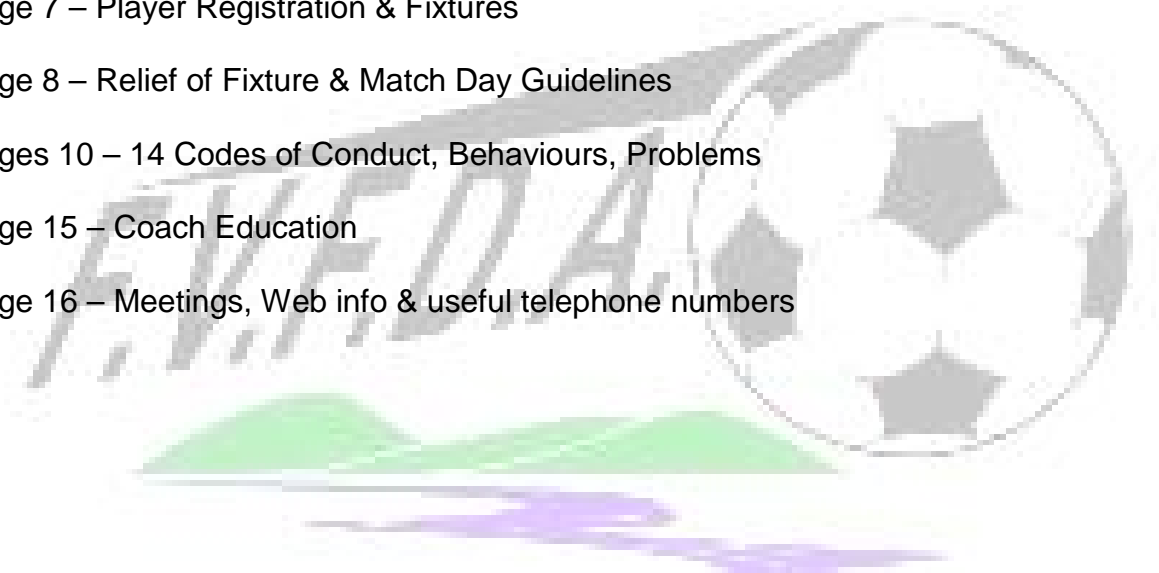 ge 7 – Player Registration & Fixtures
ge 8 – Relief of Fixture & Match Day Guidelines
ges 10 – 14 Codes of Conduct, Behaviours, Problems
ge 15 – Coach Education
ge 16 – Meetings, Web info & useful telephone numbers
F.V.F.D.A.